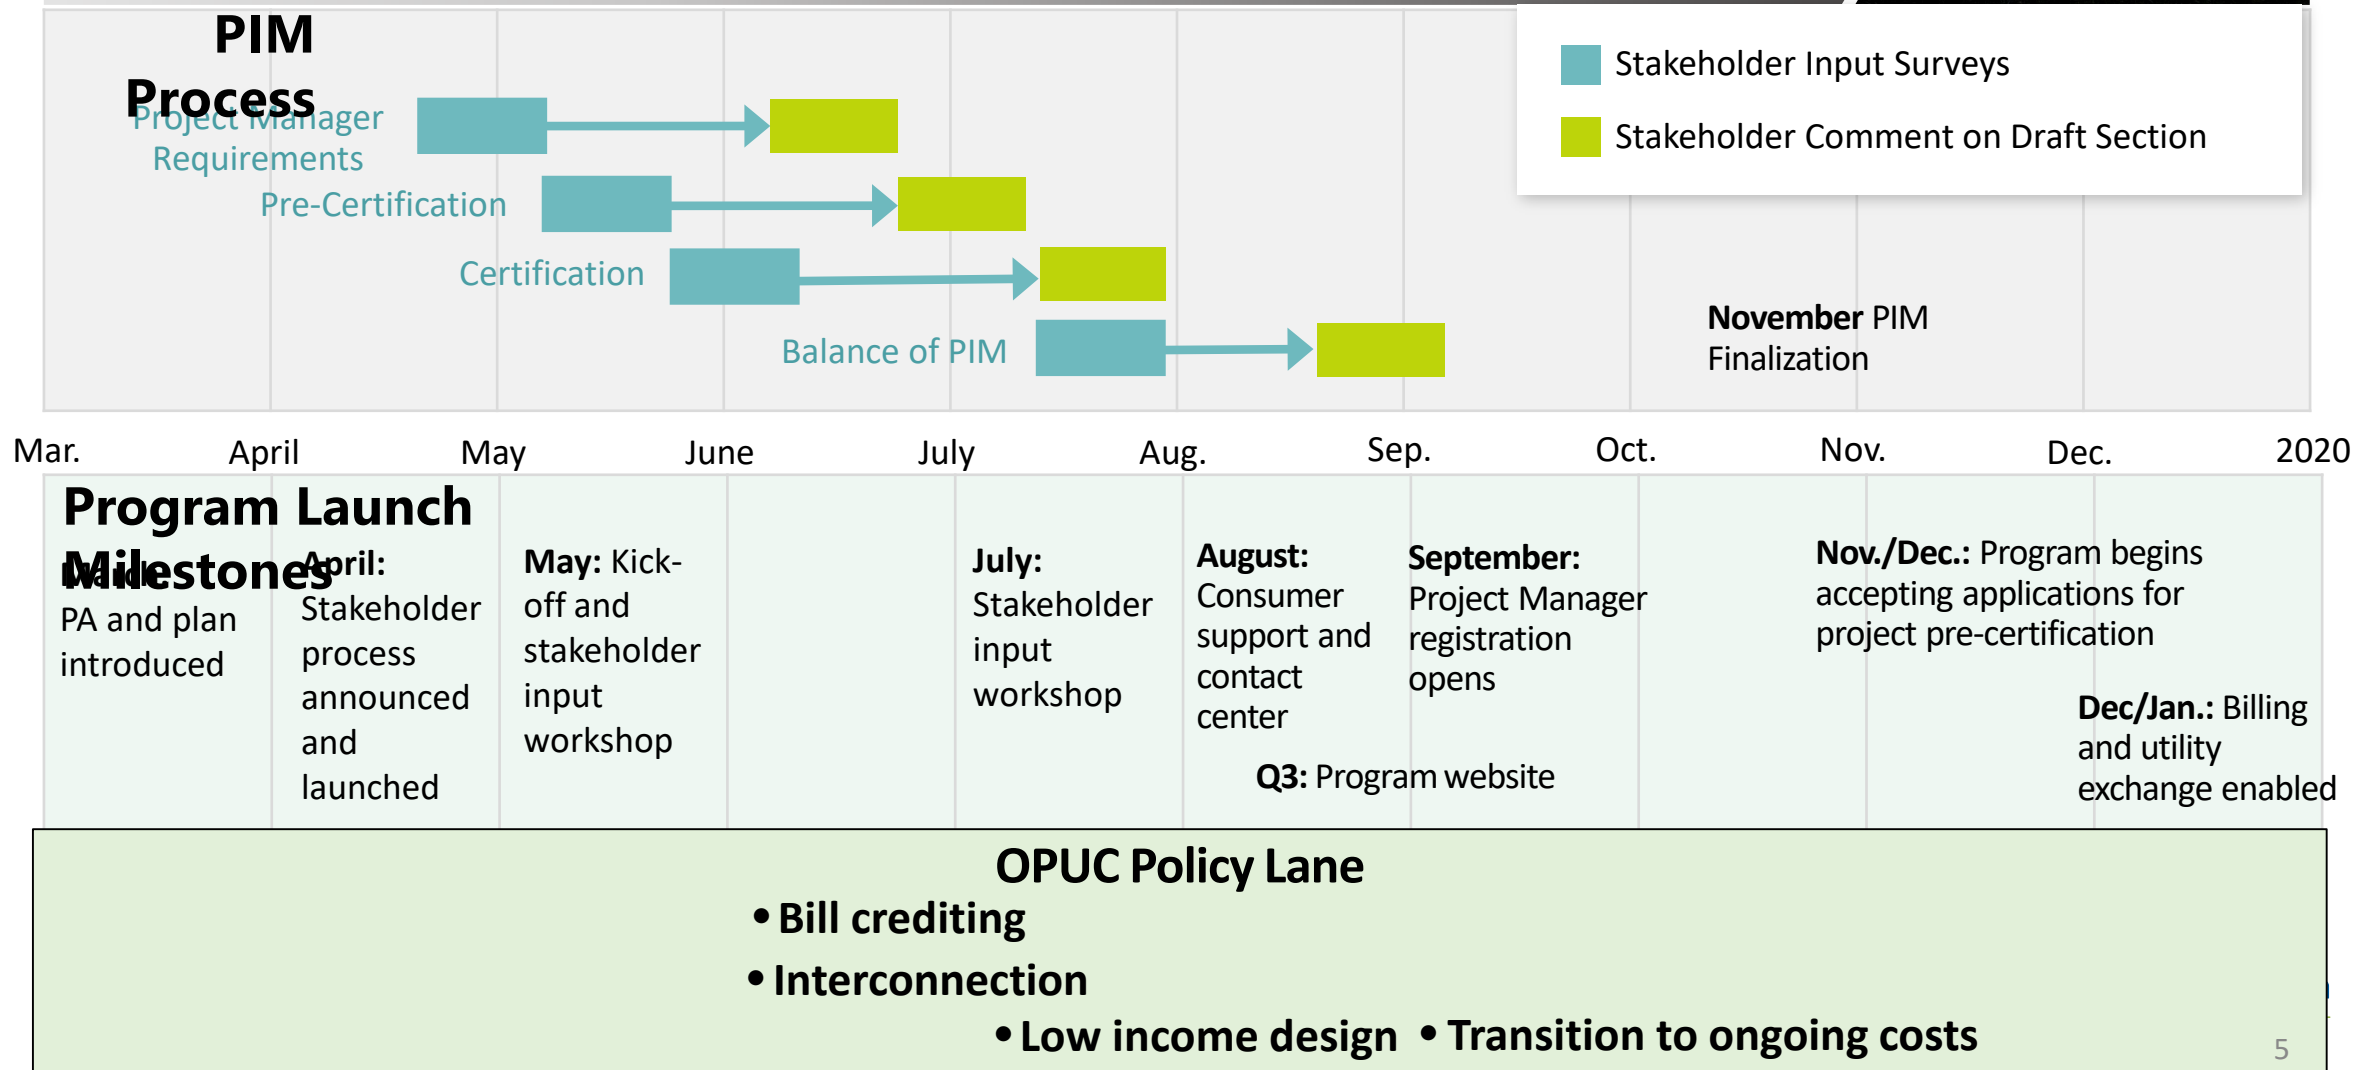 PIM
Process
Stakeholder Input Surveys
Stakeholder Comment on Draft Section
Project Manager
Requirements
Pre-Certification
Certification
Balance of PIM
November PIM
Finalization
Mar. April May June July Aug. Sep. Oct. Nov. Dec. 2020
Program Launch
Milestones
March:
PA and plan
introduced
April:
Stakeholder
process
announced
and
launched
May: Kick-
off and
stakeholder
input
workshop
July:
Stakeholder
input
workshop
August:
Consumer
support and
contact
center
September:
Project Manager
registration
opens
Q3: Program website
Nov./Dec.: Program begins
accepting applications for
project pre-certification
Dec/Jan.: Billing
and utility
exchange enabled
OPUC Policy Lane
• Bill crediting
• Interconnection
• Low income design • Transition to ongoing costs
5